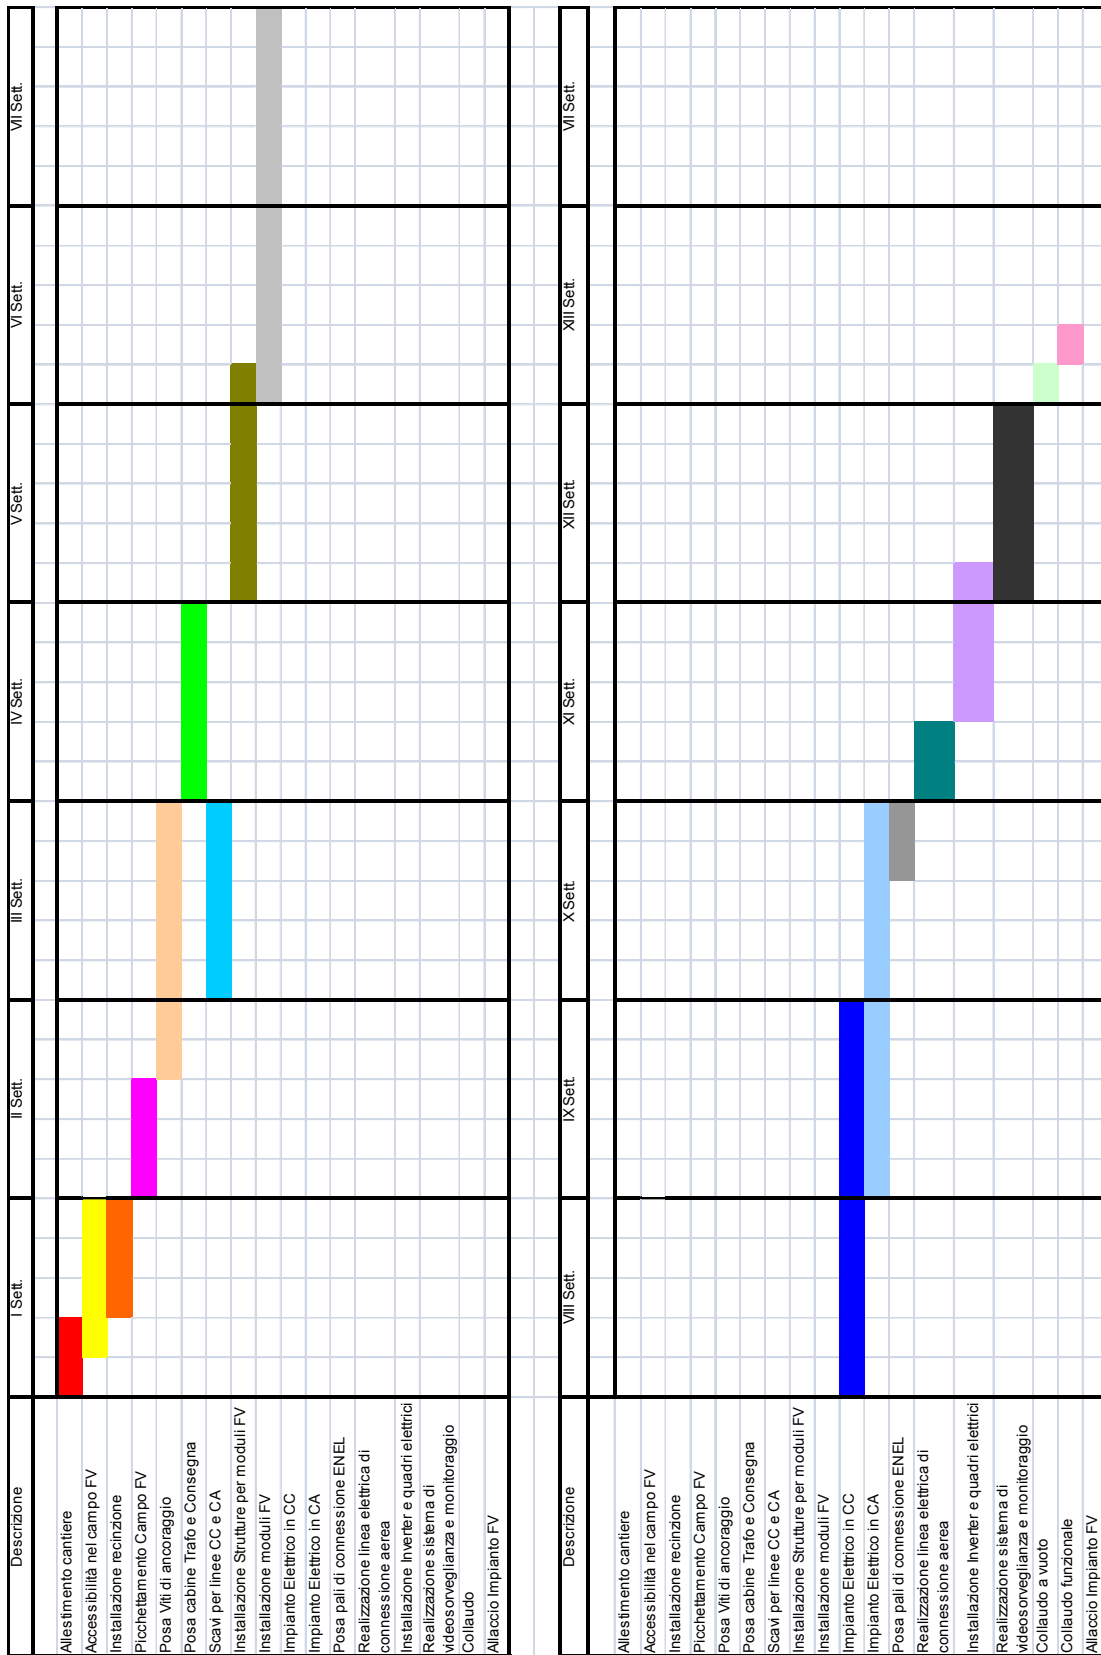 Descrizione
I Sett.
II Sett.
III Sett.
IV Sett.
V Sett.
VI Sett.
VII Sett.
Allestimento cantiere
Accessibilità nel campo FV
Installazione recinzione
Picchettamento Campo FV
Posa Viti di ancoraggio
Posa cabine Trafo e Consegna
Scavi per linee CC e CA
Installazione Strutture per moduli FV
Installazione moduli FV
Impianto Elettrico in CC
Impianto Elettrico in CA
Posa pali di connessione ENEL
Realizzazione linea elettrica di
connessione aerea
Installazione Inverter e quadri elettrici
Realizzazione sistema di
videosorveglianza e monitoraggio
Collaudo
Allaccio Impianto FV
Descrizione
VIII Sett.
IX Sett.
X Sett.
XI Sett.
XII Sett.
XIII Sett.
VII Sett.
Allestimento cantiere
Accessibilità nel campo FV
Installazione recinzione
Picchettamento Campo FV
Posa Viti di ancoraggio
Posa cabine Trafo e Consegna
Scavi per linee CC e CA
Installazione Strutture per moduli FV
Installazione moduli FV
Impianto Elettrico in CC
Impianto Elettrico in CA
Posa pali di connessione ENEL
Realizzazione linea elettrica di
connessione aerea
Installazione Inverter e quadri elettrici
Realizzazione sistema di
videosorveglianza e monitoraggio
Collaudo a vuoto
Collaudo funzionale
Allaccio Impianto FV